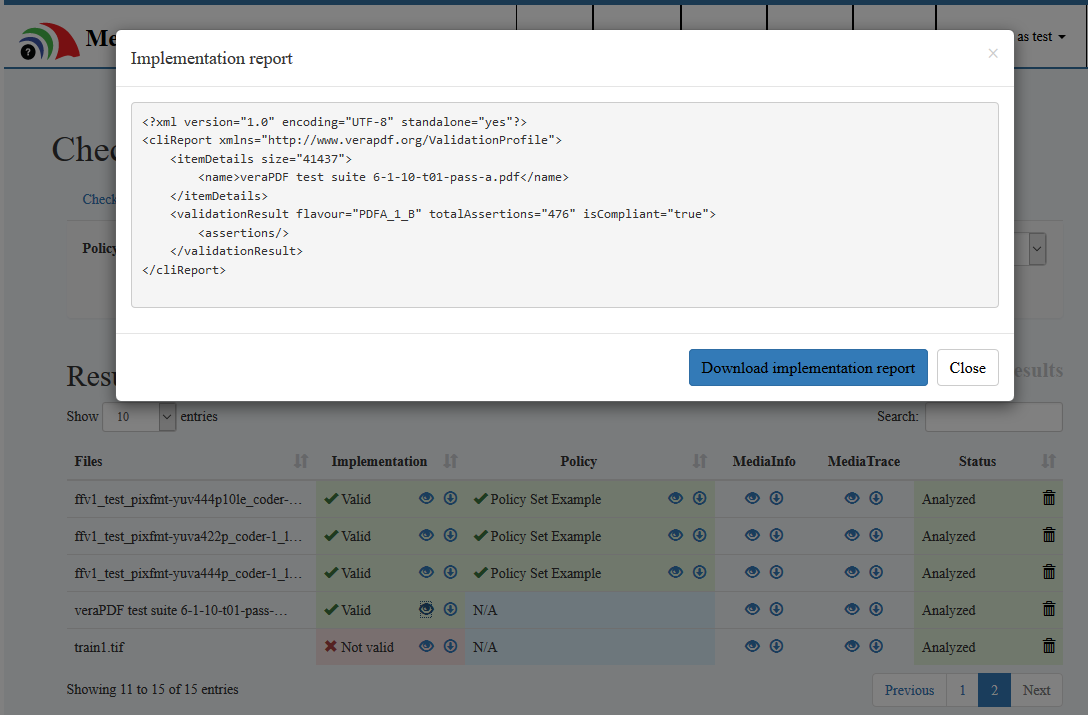 Me
as test
Implementation report
×
<?xml version="1.0" encoding="UTF-8" standalone="yes"?>
<cliReport xmlns="http://www.verapdf.org/ValidationProfile">
<itemDetails size="41437">
<name>veraPDF test suite 6-1-10-t01-pass-a.pdf</name>
</itemDetails>
<validationResult flavour="PDFA_1_B" totalAssertions="476" isCompliant="true">
<assertions/>
</validationResult>
</cliReport>
Chec
Check
Policy
Download implementation report Close
Resu esults
Show 10 entries Search:
Files Implementation Policy MediaInfo MediaTrace Status
ffv1_test_pixfmt-yuv444p10le_coder-... Valid Policy Set Example Analyzed
ffv1_test_pixfmt-yuva422p_coder-1_l... Valid Policy Set Example Analyzed
ffv1_test_pixfmt-yuva444p_coder-1_l... Valid Policy Set Example Analyzed
veraPDF test suite 6-1-10-t01-pass-... Valid N/A Analyzed
train1.tif Not valid N/A Analyzed
Showing 11 to 15 of 15 entries Previous 1 2 Next